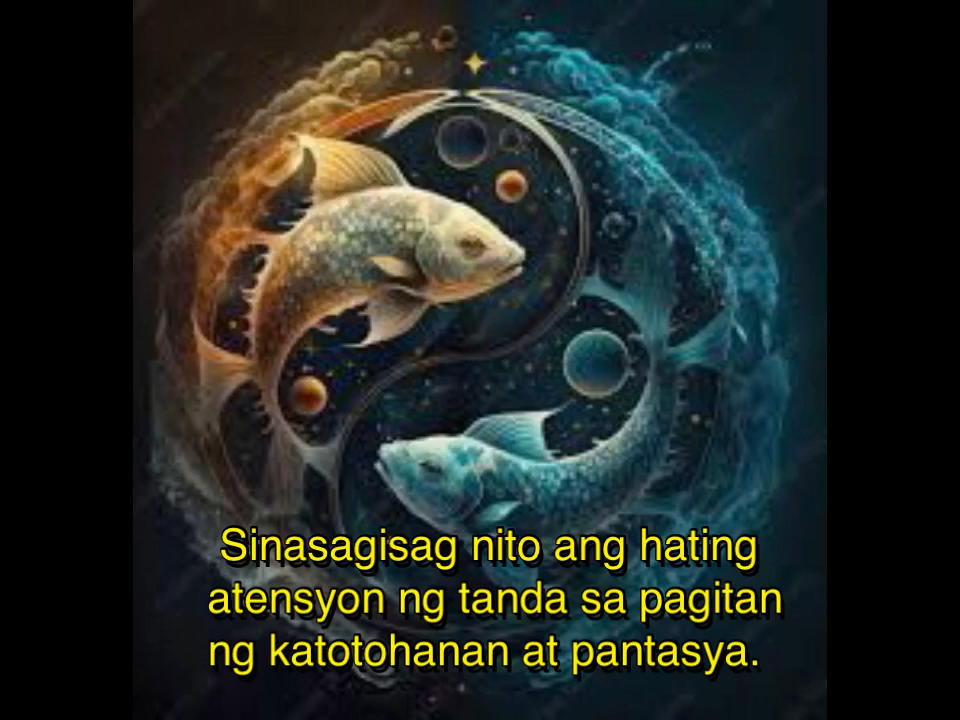 Sinasagisag nito ang hating
atensyon ng tanda sa pagitan
ng katotohanan at pantasya.